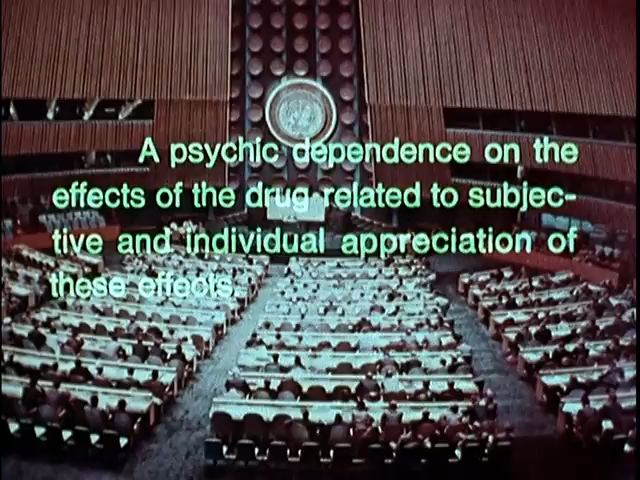 A psychic dependence on the
effects of the drug related to subjec-
tive and individual appreciation of
these effects.